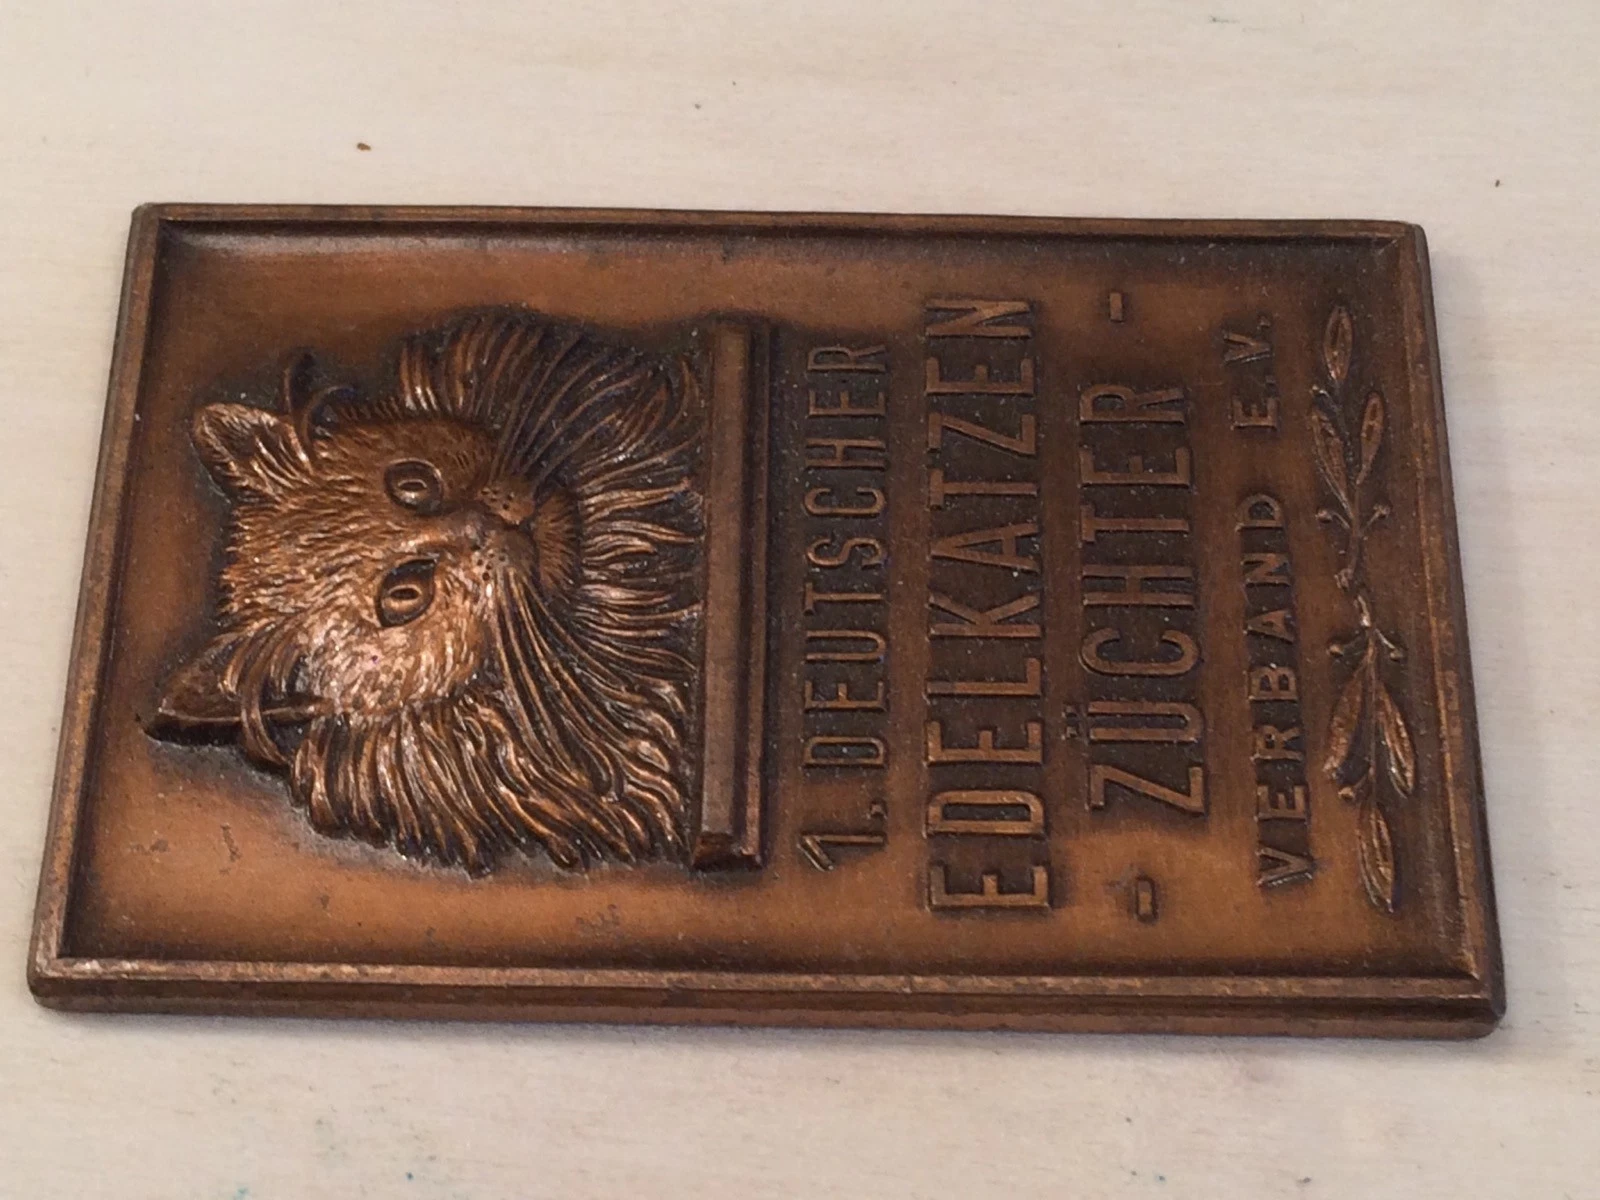 1. DEUTSCHER
EDELKATZEN
- ZÜCHTER -
VERBAND E.V.